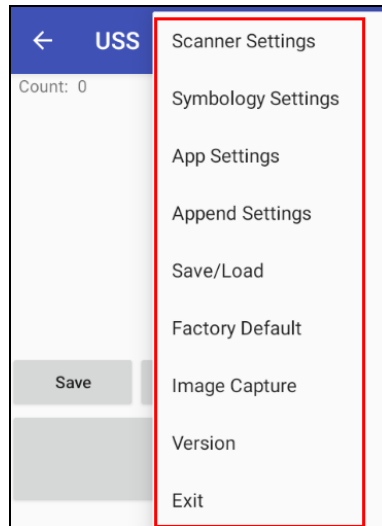 USS
Count: 0
Save
Scanner Settings
Symbology Settings
App Settings
Append Settings
Save/Load
Factory Default
Image Capture
Version
Exit